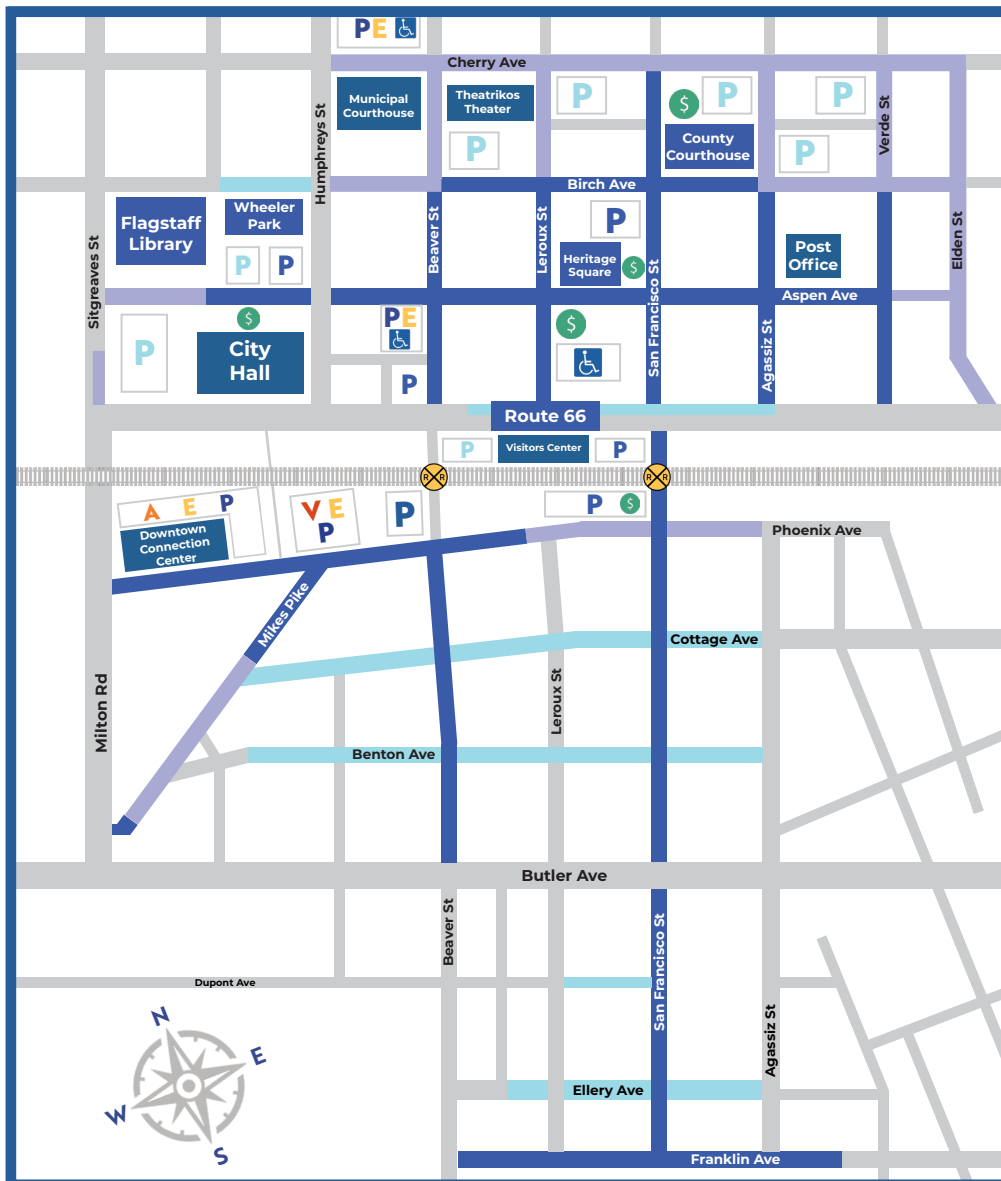 PE
Cherry Ave
Municipal
Courthouse
Theatrikos
Theater
P
P
P
$
County
Courthouse
P
P
Humphreys St
Verde St
Birch Ave
Flagstaff
Library
Wheeler
Park
P
P
Beaver St
Leroux St
P
Heritage
Square
$
San Francisco St
Post
Office
Elden St
Sitgreaves St
Aspen Ave
Agassiz St
P
$
City
Hall
PE
P
$
Route 66
P
Visitors Center
P
R R
R R
A E P
Downtown
Connection
Center
V E
P
P
P
$
Phoenix Ave
Mikes Pike
Cottage Ave
Milton Rd
Leroux St
Benton Ave
Butler Ave
Beaver St
San Francisco St
Dupont Ave
Agassiz St
N
E
W
S
Ellery Ave
Franklin Ave